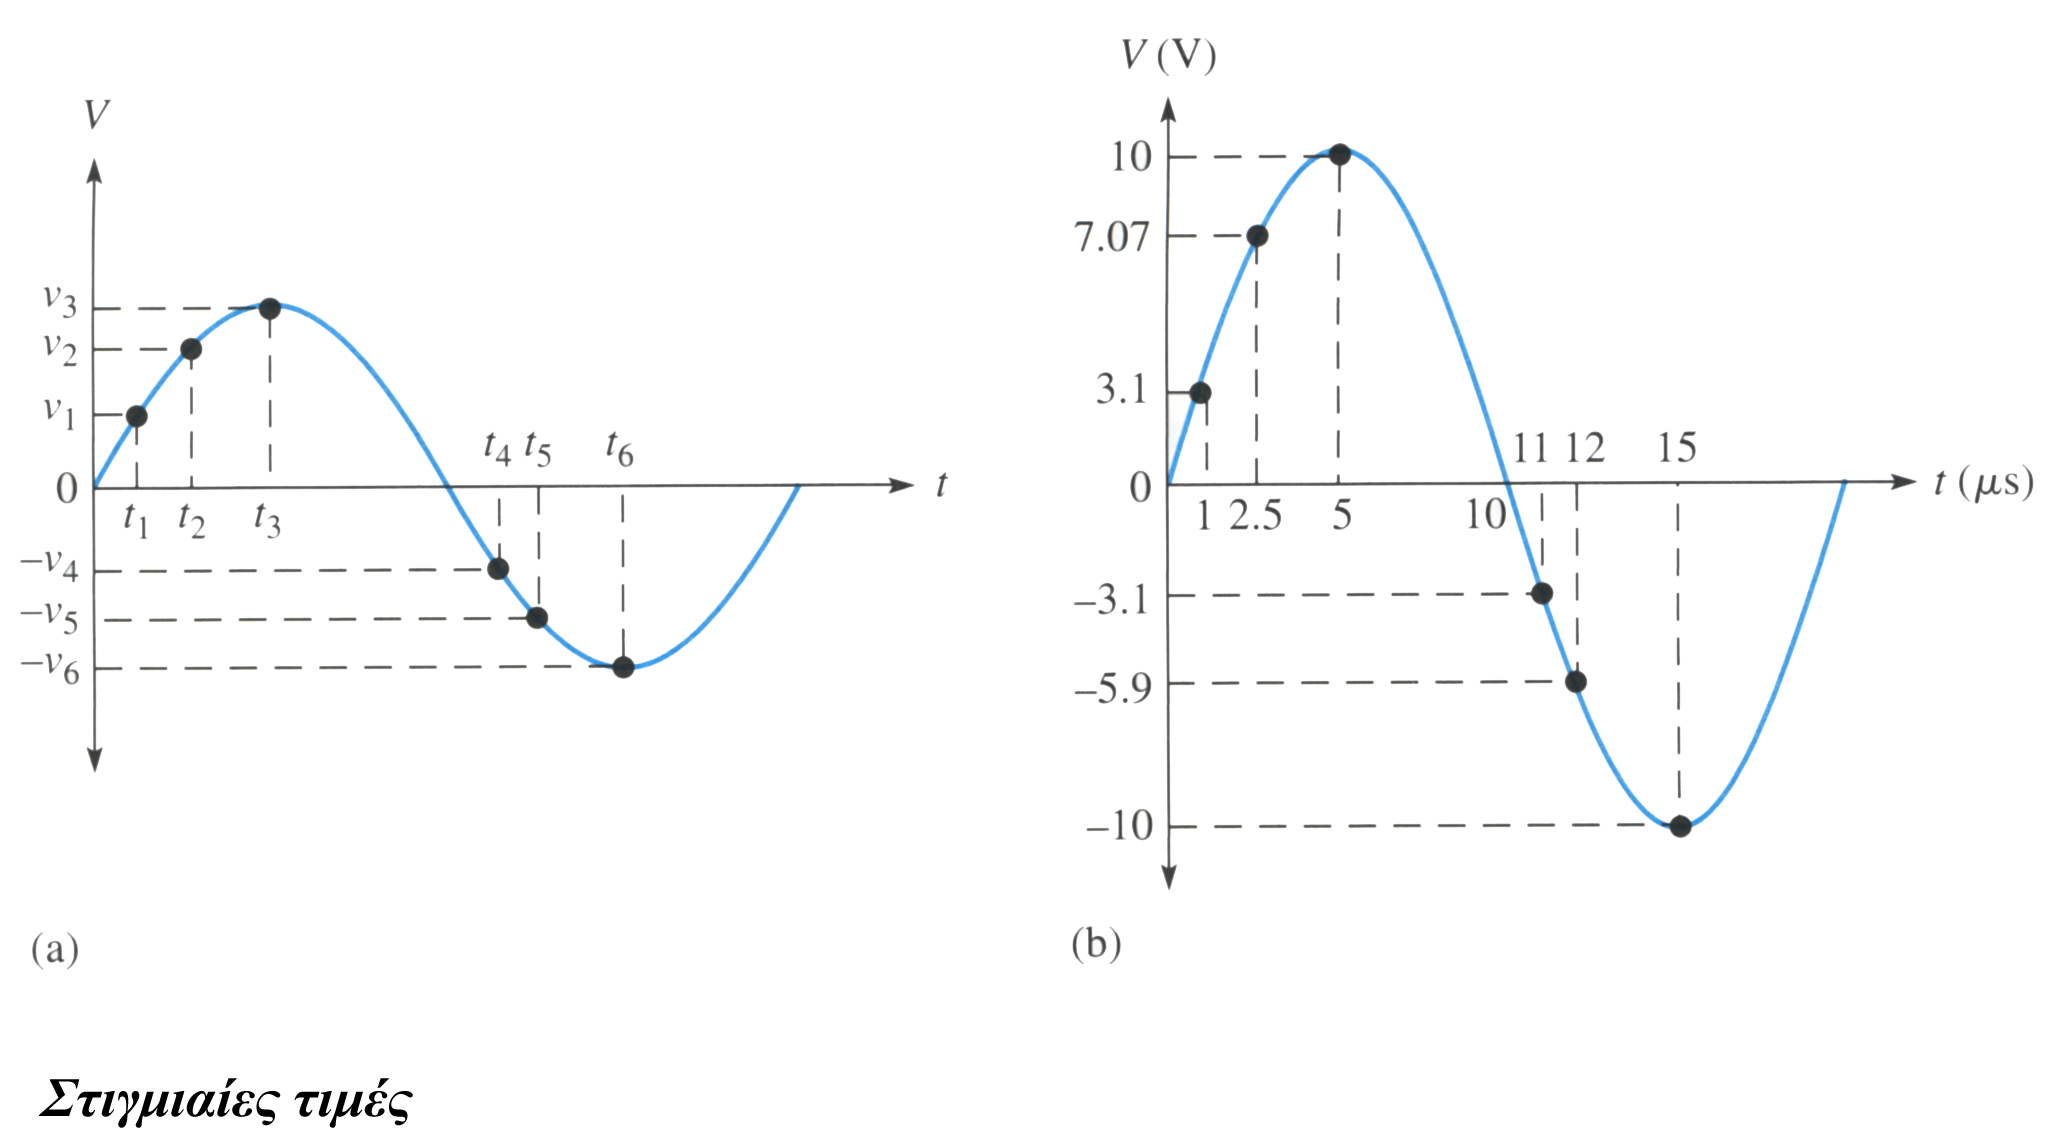 V
v3
v2
v1
0
t1 t2 t3
t4 t5 t6
t
–v4
–v5
–v6
(a)
V (V)
10
7.07
3.1
0
1 2.5 5 10
11 12 15
t (μs)
–3.1
–5.9
–10
(b)
Στιγμιαίες τιμές